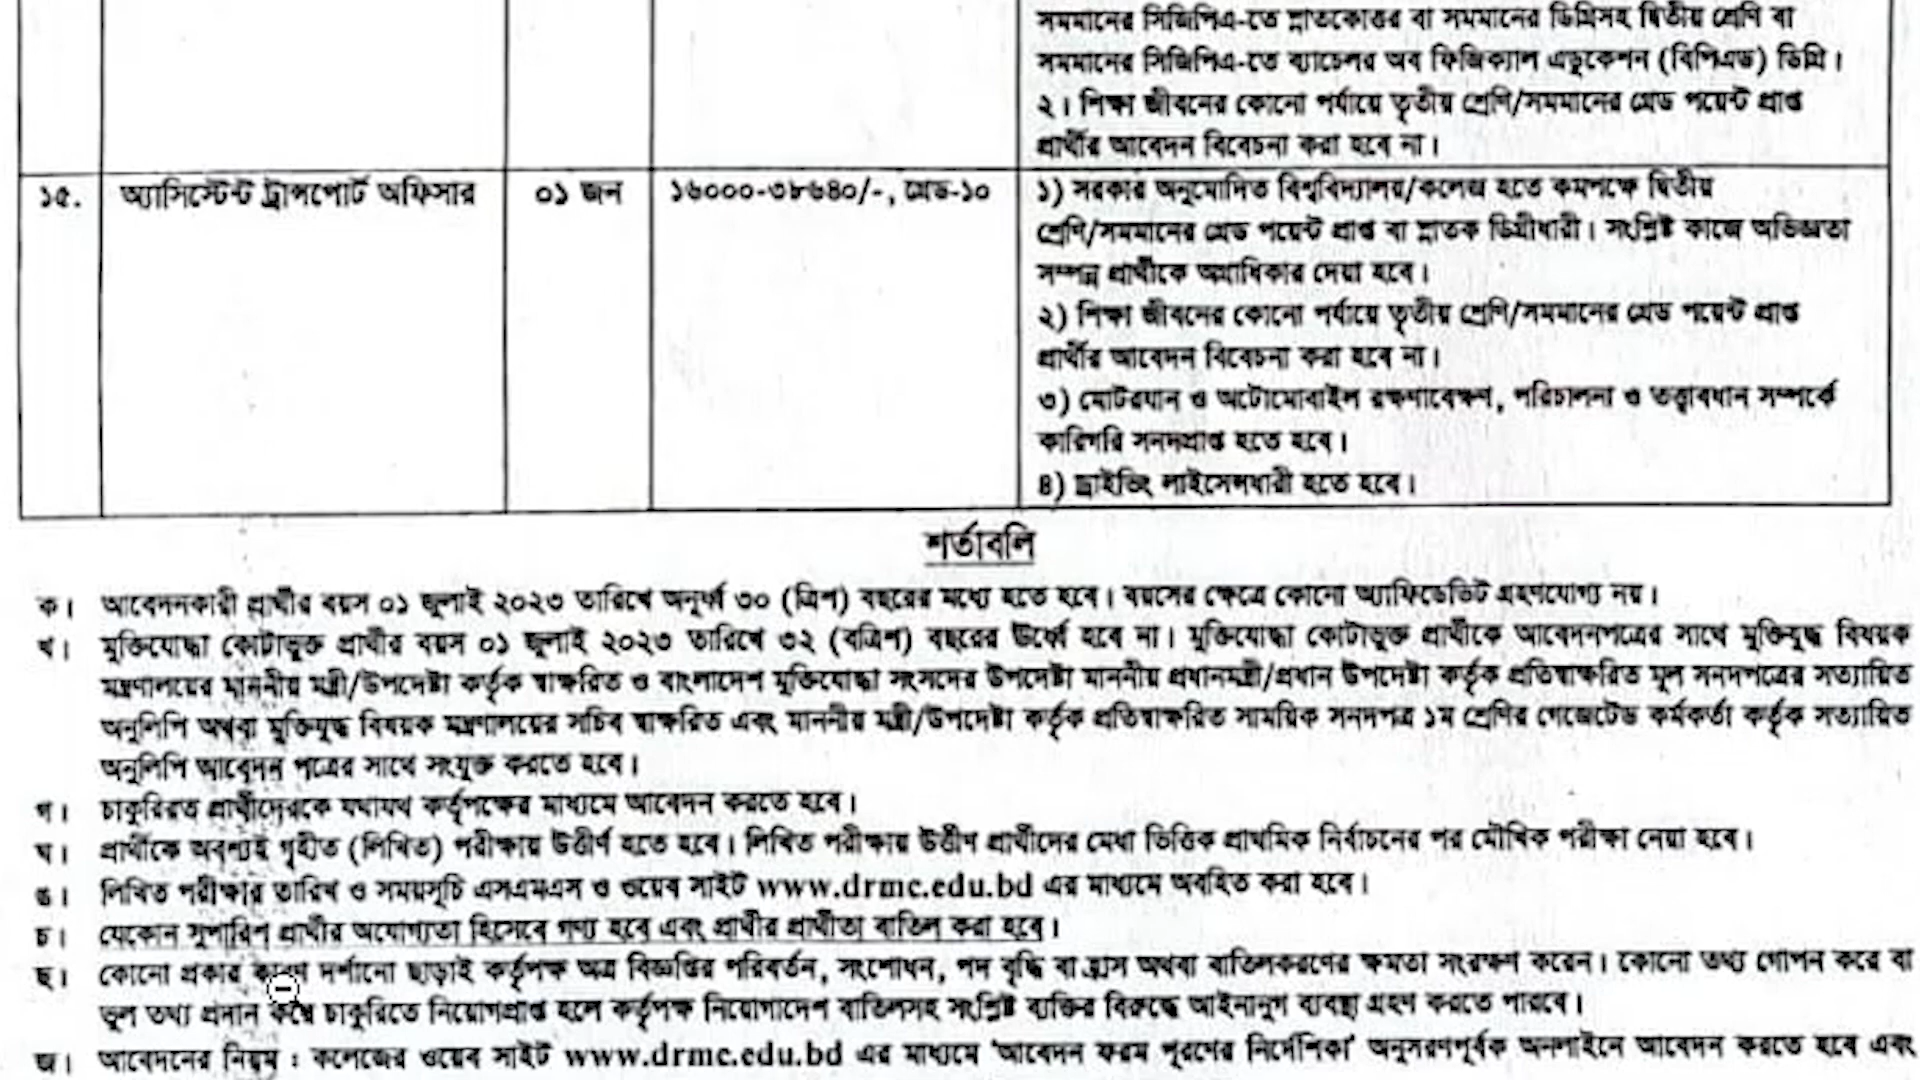 সমমানের সিজিপিএ-তে স্নাতকোত্তর বা সমমানের ডিগ্রিসহ দ্বিতীয় শ্রেণি বা
সমমানের সিজিপিএ-তে ব্যাচেলর অব ফিজিক্যাল এডুকেশন (বিপিএড) ডিগ্রি।
২। শিক্ষা জীবনের কোনো পর্যায়ে তৃতীয় শ্রেণি/সমমানের গ্রেড পয়েন্ট প্রাপ্ত
প্রার্থীর আবেদন বিবেচনা করা হবে না।
১৫. অ্যাসিস্টেন্ট ট্রান্সপোর্ট অফিসার ০১ জন ১৬০০০-৩৮৬৪০/-, গ্রেড-১০
১) সরকার অনুমোদিত বিশ্ববিদ্যালয়/কলেজ হতে কমপক্ষে দ্বিতীয়
শ্রেণি/সমমানের গ্রেড পয়েন্ট প্রাপ্ত বা স্নাতক ডিগ্রীধারী। সংশ্লিষ্ট কাজে অভিজ্ঞতা
সম্পন্ন প্রার্থীকে অগ্রাধিকার দেয়া হবে।
২) শিক্ষা জীবনের কোনো পর্যায়ে তৃতীয় শ্রেণি/সমমানের গ্রেড পয়েন্ট প্রাপ্ত
প্রার্থীর আবেদন বিবেচনা করা হবে না।
৩) মোটরযান ও অটোমোবাইল রক্ষণাবেক্ষণ, পরিচালনা ও তত্ত্বাবধান সম্পর্কে
কারিগরি সনদপ্রাপ্ত হতে হবে।
৪) ড্রাইভিং লাইসেন্সধারী হতে হবে।
শর্তাবলি
ক। আবেদনকারী প্রার্থীর বয়স ০১ জুলাই ২০২৩ তারিখে অনূর্ধ্ব ৩০ (ত্রিশ) বছরের মধ্যে হতে হবে। বয়সের ক্ষেত্রে কোনো অ্যাফিডেভিট গ্রহণযোগ্য নয়।
খ। মুক্তিযোদ্ধা কোটাভুক্ত প্রার্থীর বয়স ০১ জুলাই ২০২৩ তারিখে ৩২ (বত্রিশ) বছরের ঊর্ধ্বে হবে না। মুক্তিযোদ্ধা কোটাভুক্ত প্রার্থীকে আবেদনপত্রের সাথে মুক্তিযুদ্ধ বিষয়ক
মন্ত্রণালয়ের মাননীয় মন্ত্রী/উপদেষ্টা কর্তৃক স্বাক্ষরিত ও বাংলাদেশ মুক্তিযোদ্ধা সংসদের উপদেষ্টা মাননীয় প্রধানমন্ত্রী/প্রধান উপদেষ্টা কর্তৃক প্রতিস্বাক্ষরিত মূল সনদপত্রের সত্যায়িত
অনুলিপি অথবা মুক্তিযুদ্ধ বিষয়ক মন্ত্রণালয়ের সচিব স্বাক্ষরিত এবং মাননীয় মন্ত্রী/উপদেষ্টা কর্তৃক প্রতিস্বাক্ষরিত সাময়িক সনদপত্র ১ম শ্রেণির গেজেটেড কর্মকর্তা কর্তৃক সত্যায়িত
অনুলিপি আবেদন পত্রের সাথে সংযুক্ত করতে হবে।
গ। চাকুরিরত প্রার্থীদেরকে যথাযথ কর্তৃপক্ষের মাধ্যমে আবেদন করতে হবে।
ঘ। প্রার্থীকে অবশ্যই গৃহীত (লিখিত) পরীক্ষায় উত্তীর্ণ হতে হবে। লিখিত পরীক্ষায় উত্তীর্ণ প্রার্থীদের মেধা ভিত্তিক প্রাথমিক নির্বাচনের পর মৌখিক পরীক্ষা নেয়া হবে।
ঙ। লিখিত পরীক্ষার তারিখ ও সময়সূচি এসএমএস ও ওয়েব সাইট www.drmc.edu.bd এর মাধ্যমে অবহিত করা হবে।
চ। যেকোন সুপারিশ প্রার্থীর অযোগ্যতা হিসেবে গণ্য হবে এবং প্রার্থীর প্রার্থীতা বাতিল করা হবে।
ছ। কোনো প্রকার কারণ দর্শানো ছাড়াই কর্তৃপক্ষ অত্র বিজ্ঞপ্তির পরিবর্তন, সংশোধন, পদ বৃদ্ধি বা হ্রাস অথবা বাতিলকরণের ক্ষমতা সংরক্ষণ করেন। কোনো তথ্য গোপন করে বা
ভুল তথ্য প্রদান করে চাকুরিতে নিয়োগপ্রাপ্ত হলে কর্তৃপক্ষ নিয়োগাদেশ বাতিলসহ সংশ্লিষ্ট ব্যক্তির বিরুদ্ধে আইনানুগ ব্যবস্থা গ্রহণ করতে পারবে।
জ। আবেদনের নিয়ম : কলেজের ওয়েব সাইট www.drmc.edu.bd এর মাধ্যমে 'আবেদন ফরম পূরণের নির্দেশিকা' অনুসরণপূর্বক অনলাইনে আবেদন করতে হবে এবং